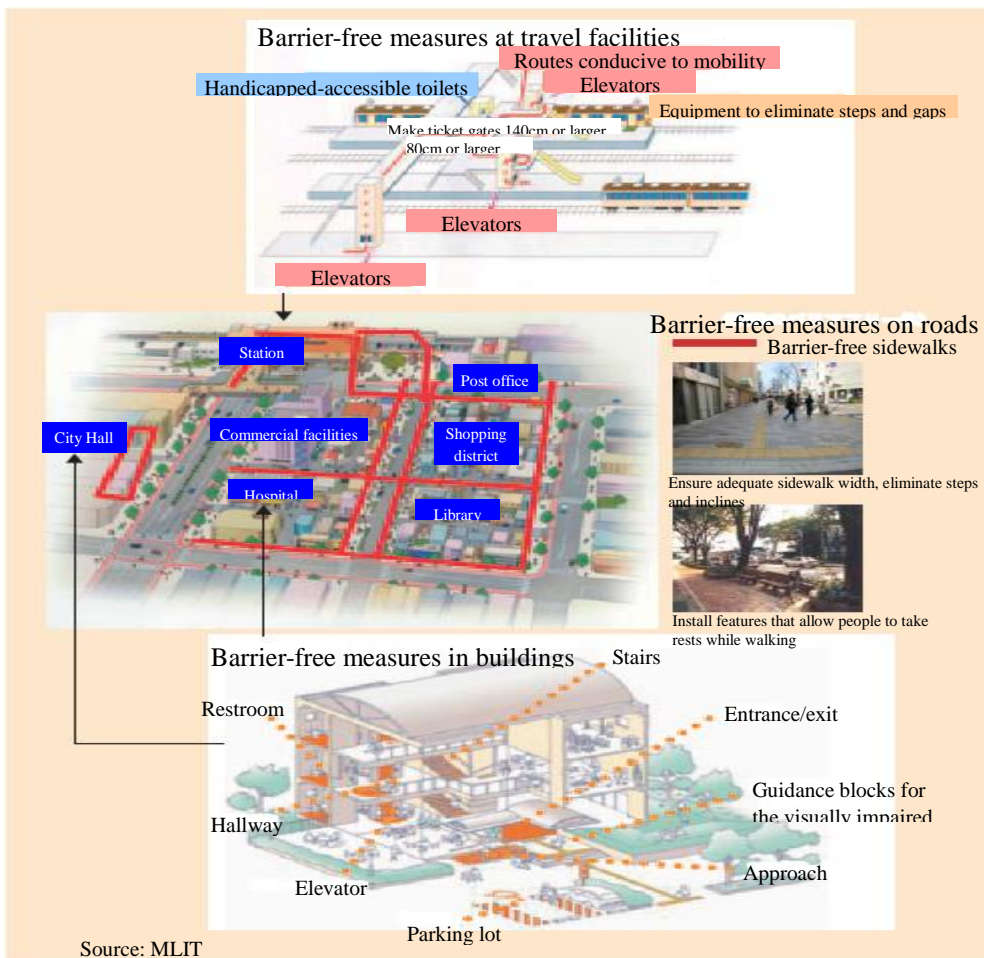 Barrier-free measures at travel facilities
Routes conducive to mobility
Handicapped-accessible toilets
Elevators
Equipment to eliminate steps and gaps
Make ticket gates 140cm or larger
80cm or larger
Elevators
Elevators
Barrier-free measures on roads
Barrier-free sidewalks
Station
Post office
City Hall
Commercial facilities
Shopping
district
Hospital
Library
Ensure adequate sidewalk width, eliminate steps
and inclines
Install features that allow people to take
rests while walking
Barrier-free measures in buildings
Stairs
Restroom
Entrance/exit
Guidance blocks for
the visually impaired
Hallway
Elevator
Approach
Parking lot
Source: MLIT